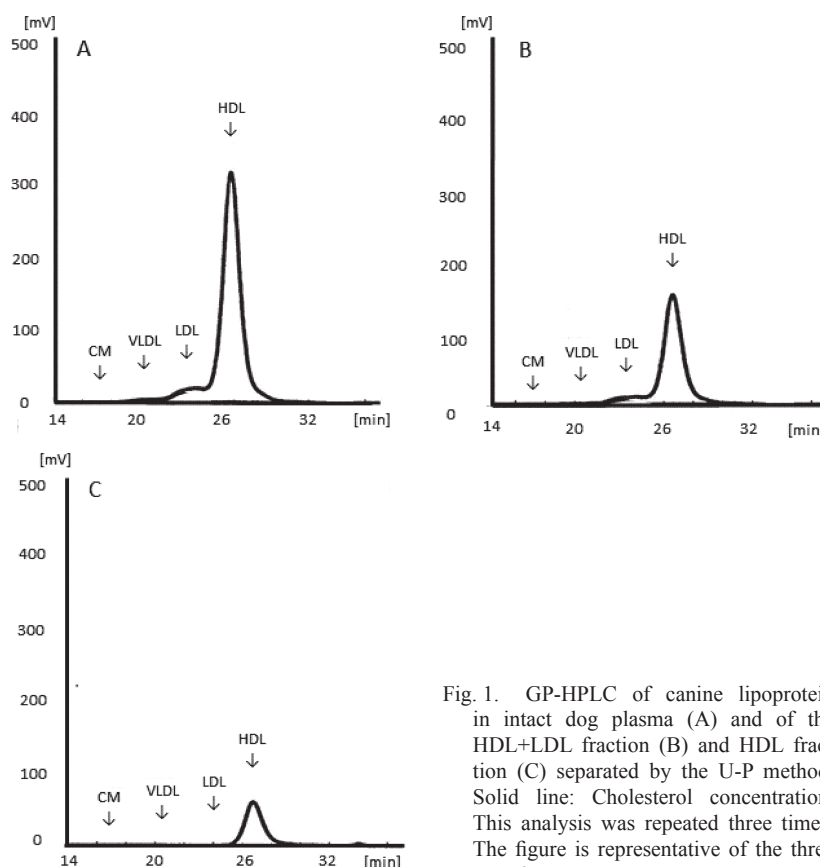 [mV]
500
A
400
HDL
↓
300
200
100
CM
↓
VLDL
↓
LDL
↓
0
14
20
26
32
[min]
[mV]
500
B
400
300
HDL
↓
200
100
CM
↓
VLDL
↓
LDL
↓
0
14
20
26
32
[min
[mV]
500
C
400
300
200
HDL
↓
100
CM
↓
VLDL
↓
LDL
↓
0
14
20
26
32
[min]
Fig. 1. GP-HPLC of canine lipoprotei
in intact dog plasma (A) and of th
HDL+LDL fraction (B) and HDL frac
tion (C) separated by the U-P metho
Solid line: Cholesterol concentration
This analysis was repeated three time
The figure is representative of the thre